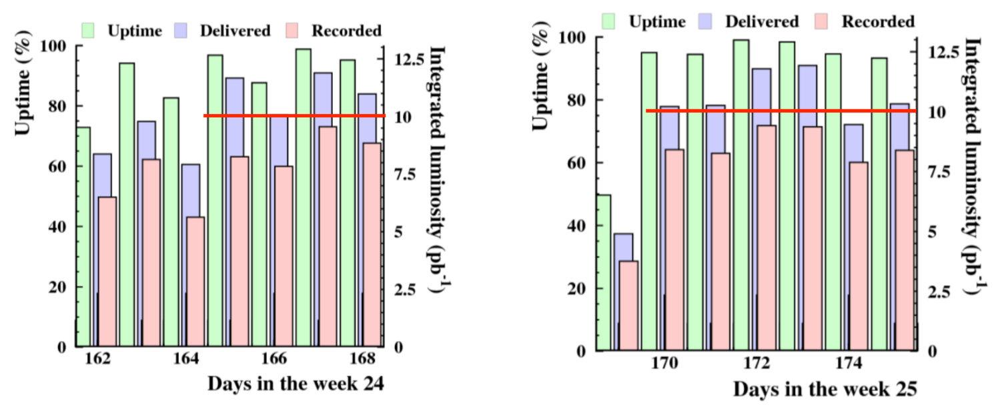 Uptime Delivered Recorded
Uptime (%)
100
80
60
40
20
0
12.5
10
7.5
5
2.5
0
Integrated luminosity (pb-1)
162 164 166 168
Days in the week 24
Uptime Delivered Recorded
Uptime (%)
100
80
60
40
20
0
12.5
10
7.5
5
2.5
0
Integrated luminosity (pb-1)
170 172 174
Days in the week 25